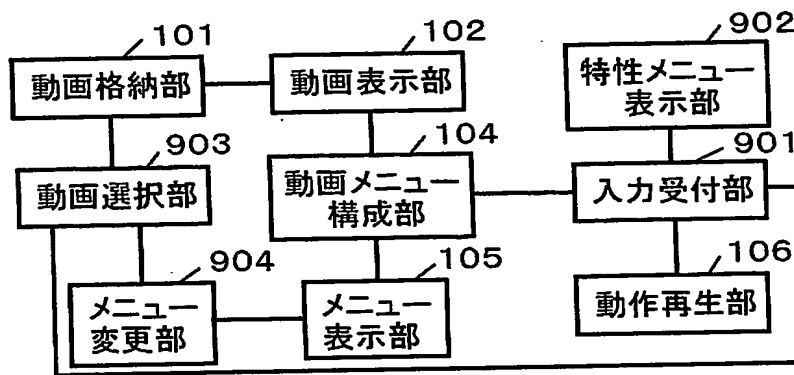 101
動画格納部
102
動画表示部
902
特性メニュー
表示部
903
動画選択部
104
動画メニュー
構成部
901
入力受付部
904
メニュー
変更部
105
メニュー
表示部
106
動作再生部